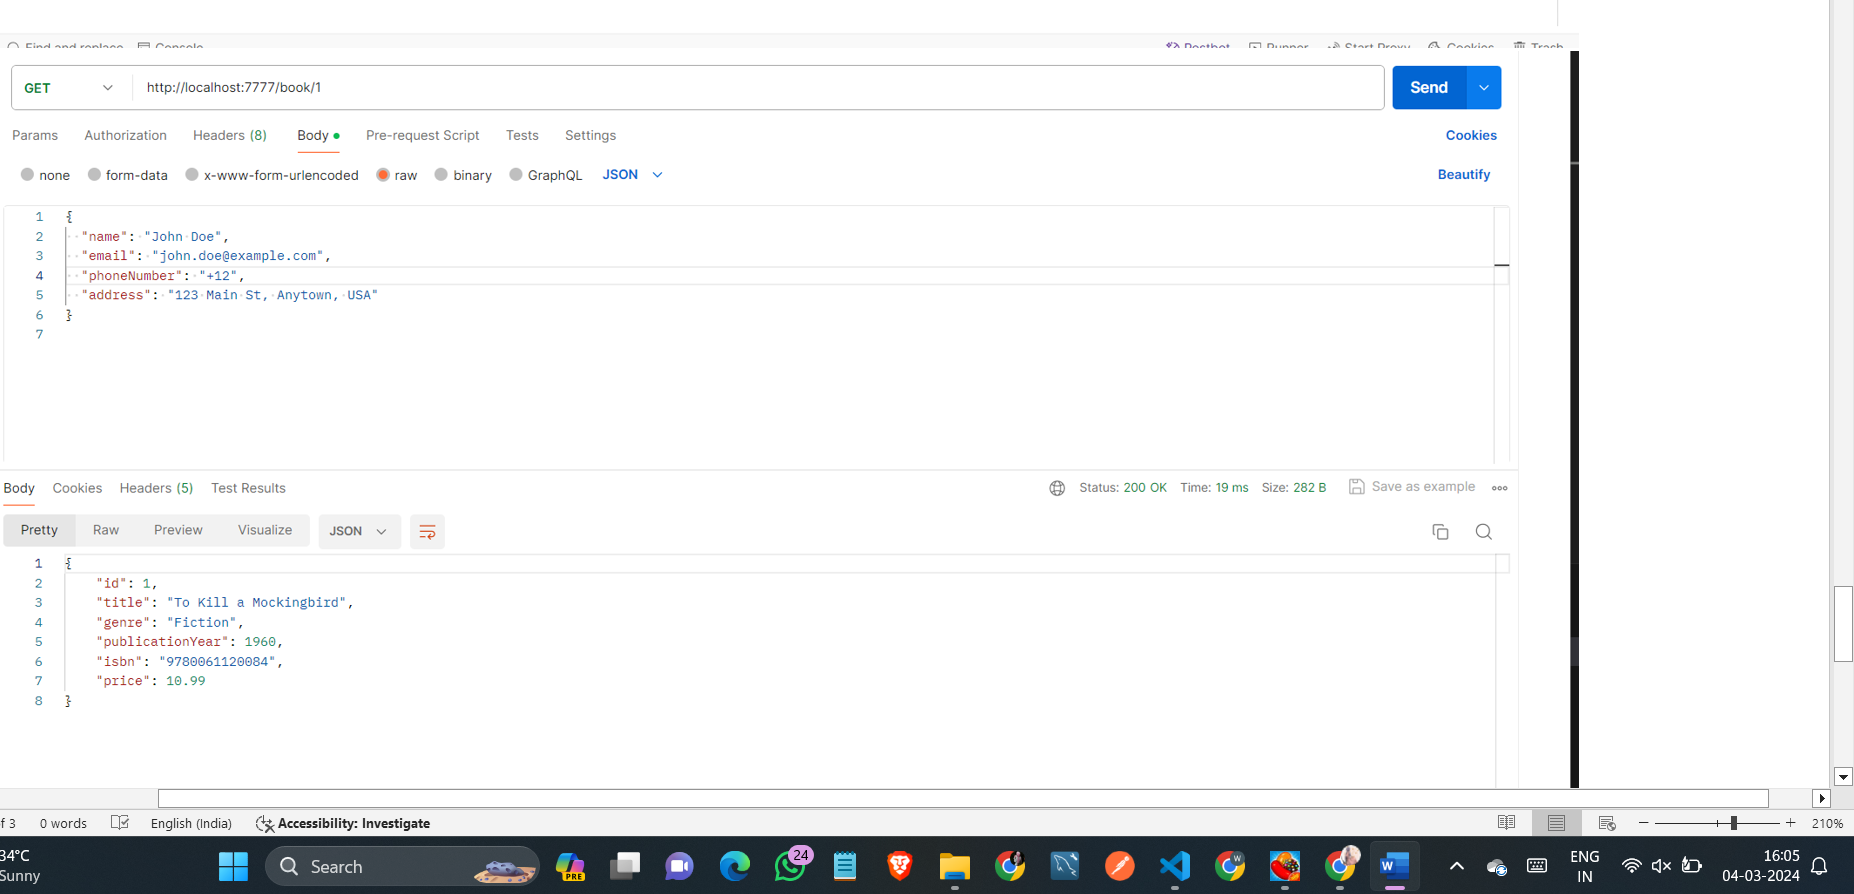 Find and replace Console Postbot Runner Start Proxy Cookies Trash
GET http://localhost:7777/book/1 Send
Params Authorization Headers (8) Body Pre-request Script Tests Settings Cookies
none form-data x-www-form-urlencoded raw binary GraphQL JSON Beautify
1 {
2 "name": "John Doe",
3 "email": "john.doe@example.com",
4 "phoneNumber": "+12",
5 "address": "123 Main St, Anytown, USA"
6 }
7
Body Cookies Headers (5) Test Results Status: 200 OK Time: 19 ms Size: 282 B Save as example
Pretty Raw Preview Visualize JSON
1 {
2 "id": 1,
3 "title": "To Kill a Mockingbird",
4 "genre": "Fiction",
5 "publicationYear": 1960,
6 "isbn": "9780061120084",
7 "price": 10.99
8 }
f 3 0 words English (India) Accessibility: Investigate 210%
34°C
Sunny
Search PRE 24 W W ENG
IN
16:05
04-03-2024